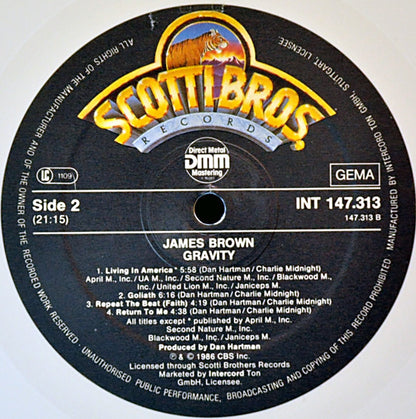 SCOTTI BROS.
RECORDS
Direct Metal
DMM
Mastering
LC 1109
GEMA
Side 2
(21:15)
INT 147.313
147.313 B
JAMES BROWN
GRAVITY
1. Living In America* 5:58 (Dan Hartman/Charlie Midnight)
April M., Inc./UA M., Inc./Second Nature M., Inc./Blackwood M.,
Inc./United Lion M., Inc./Janiceps M.
2. Goliath 6:16 (Dan Hartman/Charlie Midnight)
3. Repeat The Beat (Faith) 4:19 (Dan Hartman/Charlie Midnight)
4. Return To Me 4:38 (Dan Hartman/Charlie Midnight)
All titles except * published by April M., Inc.
Second Nature M., Inc.
Blackwood M., Inc./Janiceps M.
Produced by Dan Hartman
℗ & © 1986 CBS Inc.
Licensed through Scotti Brothers Records
Marketed by Intercord Ton
GmbH, Licensee.
ALL RIGHTS OF THE MANUFACTURER AND OF THE OWNER OF THE RECORDED WORK RESERVED. UNAUTHORISED PUBLIC PERFORMANCE, BROADCASTING AND COPYING OF THIS RECORD PROHIBITED. MANUFACTURED BY INTERCORD TON GMBH, STUTTGART, LICENSEE